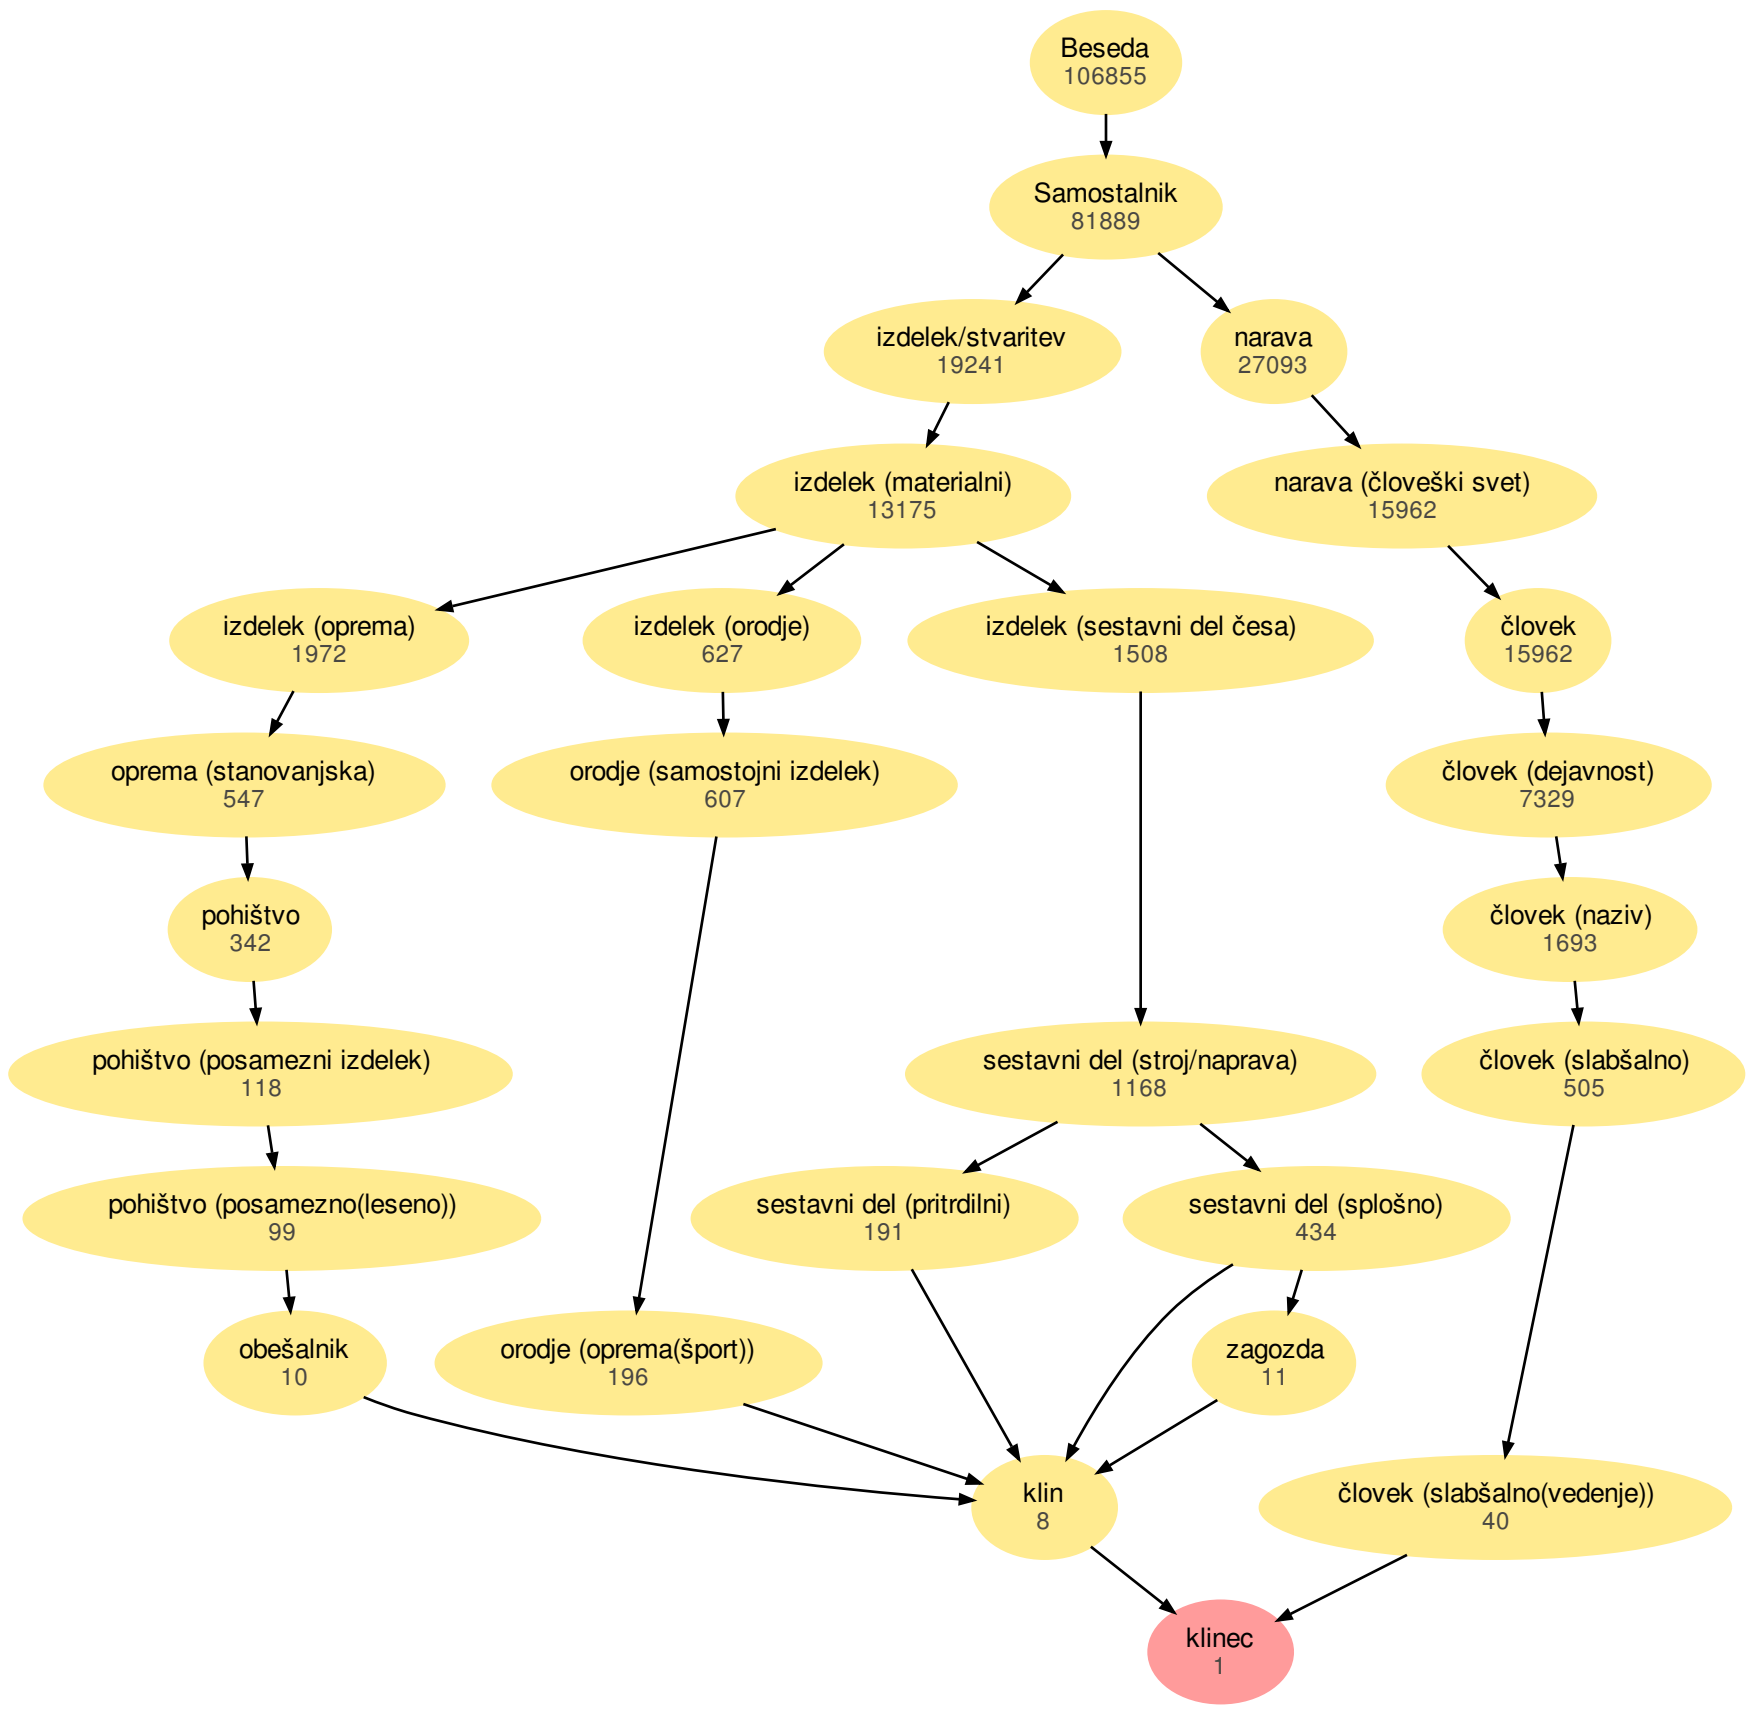 Beseda
106855
Samostalnik
81889
izdelek/stvaritev
19241
narava
27093
izdelek (materialni)
13175
narava (človeški svet)
15962
izdelek (oprema)
1972
izdelek (orodje)
627
izdelek (sestavni del česa)
1508
človek
15962
oprema (stanovanjska)
547
orodje (samostojni izdelek)
607
človek (dejavnost)
7329
pohištvo
342
človek (naziv)
1693
pohištvo (posamezni izdelek)
118
sestavni del (stroj/naprava)
1168
človek (slabšalno)
505
pohištvo (posamezno(leseno))
99
sestavni del (pritrdilni)
191
sestavni del (splošno)
434
obešalnik
10
orodje (oprema(šport))
196
zagozda
11
klin
8
človek (slabšalno(vedenje))
40
klinec
1